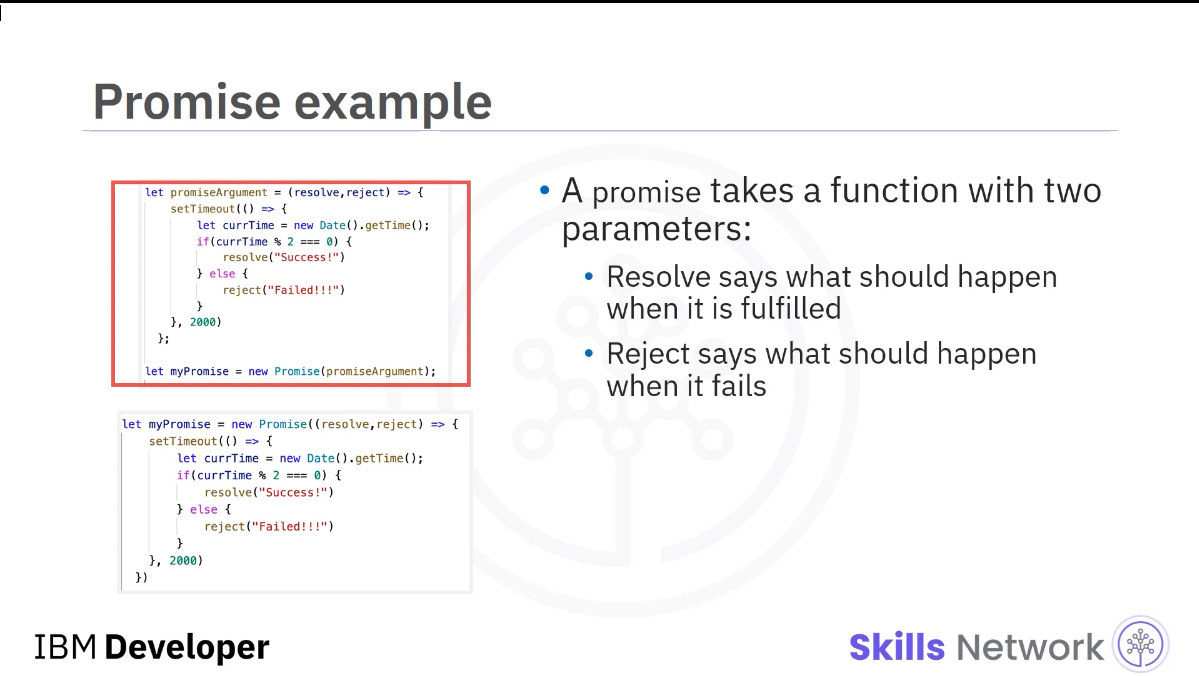 Promise example
let promiseArgument = (resolve,reject) => {
setTimeout(() => {
let currTime = new Date().getTime();
if(currTime % 2 === 0) {
resolve("Success!")
} else {
reject("Failed!!!")
}
}, 2000)
};
let myPromise = new Promise(promiseArgument);
let myPromise = new Promise((resolve,reject) => {
setTimeout(() => {
let currTime = new Date().getTime();
if(currTime % 2 === 0) {
resolve("Success!")
} else {
reject("Failed!!!")
}
}, 2000)
})
• A promise takes a function with two
parameters:
• Resolve says what should happen
when it is fulfilled
• Reject says what should happen
when it fails
IBM Developer
Skills Network